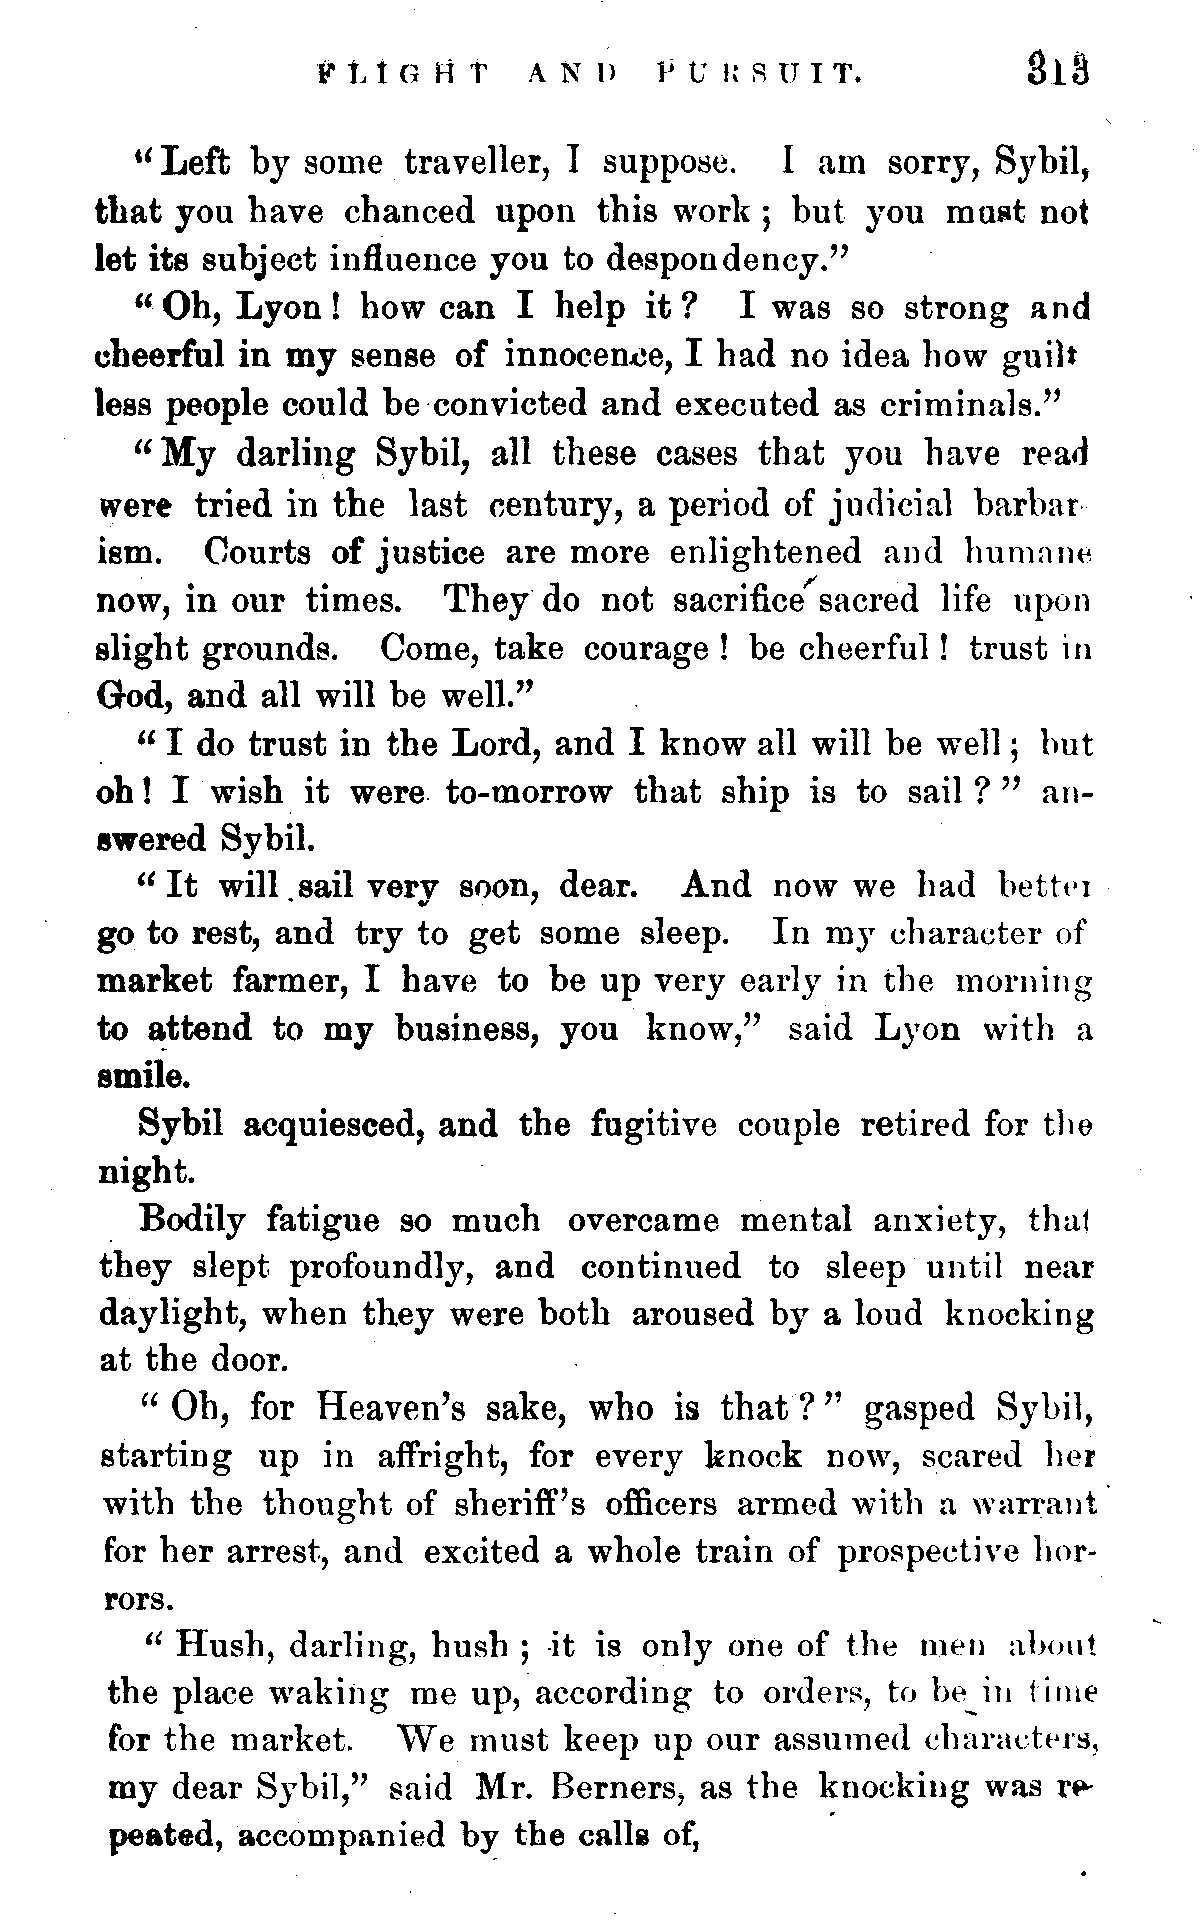 FLIGHT AND PURSUIT. 313
“Left by some traveller, I suppose. I am sorry, Sybil,
that you have chanced upon this work; but you must not
let its subject influence you to despondency.”
“Oh, Lyon! how can I help it? I was so strong and
cheerful in my sense of innocence, I had no idea how guilt
less people could be convicted and executed as criminals.”
“My darling Sybil, all these cases that you have read
were tried in the last century, a period of judicial barbar-
ism. Courts of justice are more enlightened and humane
now, in our times. They do not sacrifice sacred life upon
slight grounds. Come, take courage! be cheerful! trust in
God, and all will be well.”
“I do trust in the Lord, and I know all will be well; but
oh! I wish it were to-morrow that ship is to sail?” an-
swered Sybil.
“It will sail very soon, dear. And now we had better
go to rest, and try to get some sleep. In my character of
market farmer, I have to be up very early in the morning
to attend to my business, you know,” said Lyon with a
smile.
Sybil acquiesced, and the fugitive couple retired for the
night.
Bodily fatigue so much overcame mental anxiety, that
they slept profoundly, and continued to sleep until near
daylight, when they were both aroused by a loud knocking
at the door.
“Oh, for Heaven’s sake, who is that?” gasped Sybil,
starting up in affright, for every knock now, scared her
with the thought of sheriff’s officers armed with a warrant
for her arrest, and excited a whole train of prospective hor-
rors.
“Hush, darling, hush; it is only one of the men about
the place waking me up, according to orders, to be in time
for the market. We must keep up our assumed characters,
my dear Sybil,” said Mr. Berners, as the knocking was re-
peated, accompanied by the calls of,